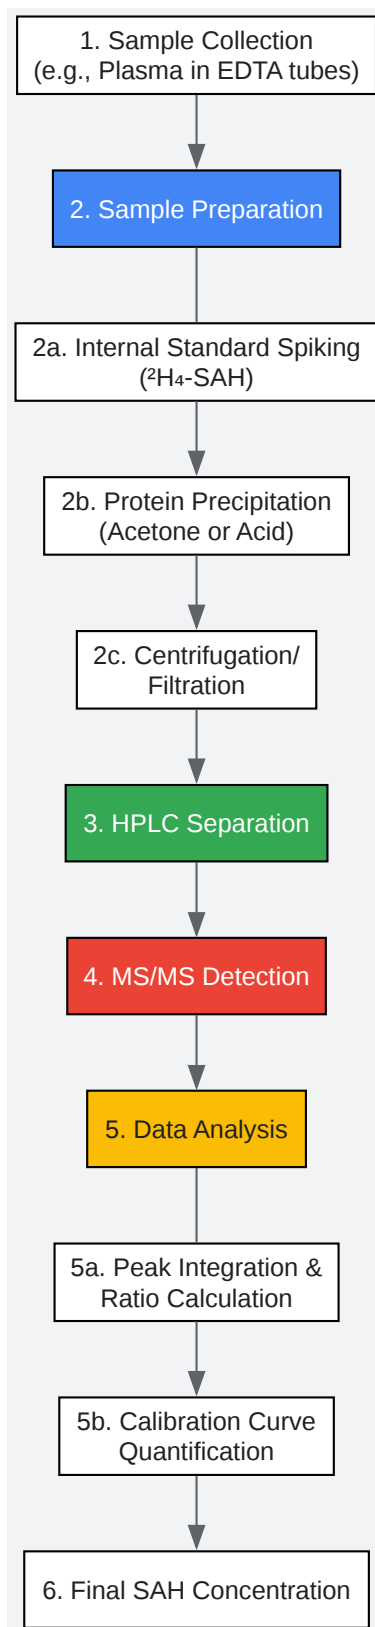 1. Sample Collection
(e.g., Plasma in EDTA tubes)
2. Sample Preparation
2a. Internal Standard Spiking
(²H₄-SAH)
2b. Protein Precipitation
(Acetone or Acid)
2c. Centrifugation/
Filtration
3. HPLC Separation
4. MS/MS Detection
5. Data Analysis
5a. Peak Integration &
Ratio Calculation
5b. Calibration Curve
Quantification
6. Final SAH Concentration